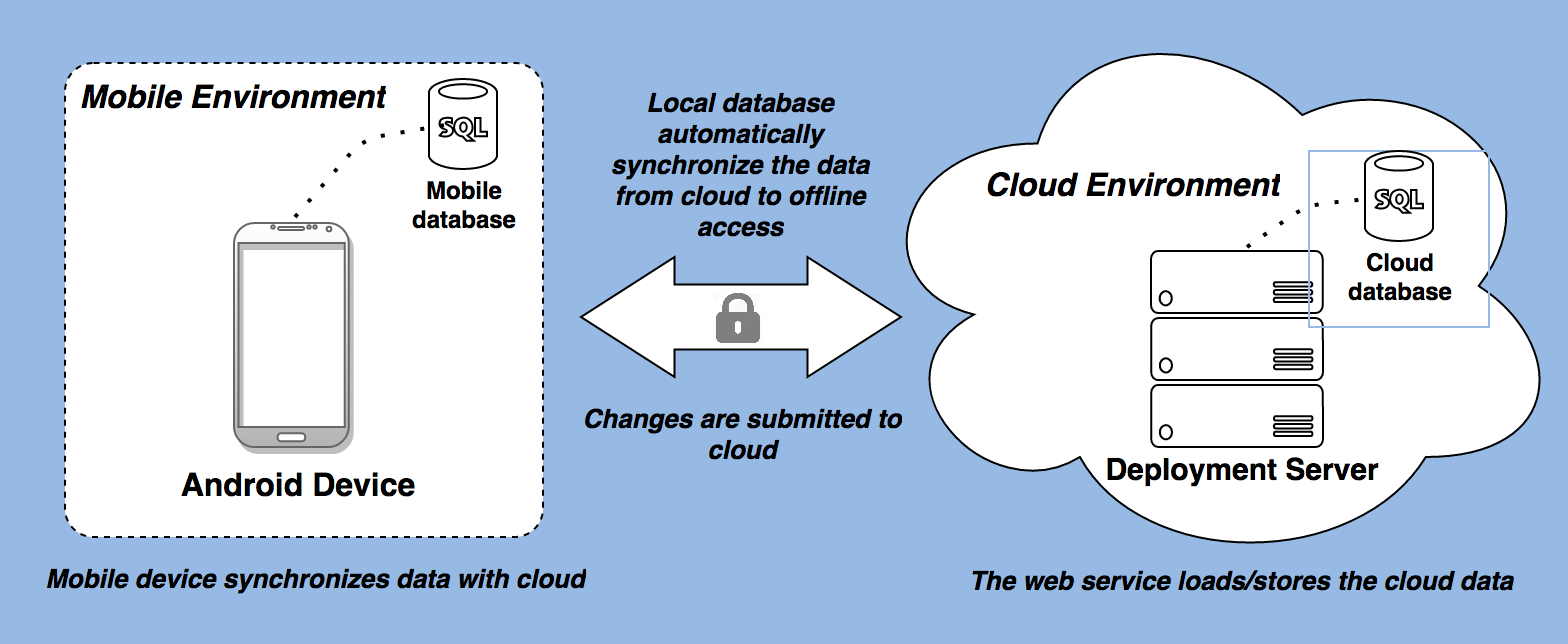 Mobile Environment
SQL
Mobile
database
Android Device
Mobile device synchronizes data with cloud
Local database
automatically
synchronize the data
from cloud to offline
access
Changes are submitted to
cloud
Cloud Environment
SQL
Cloud
database
Deployment Server
The web service loads/stores the cloud data